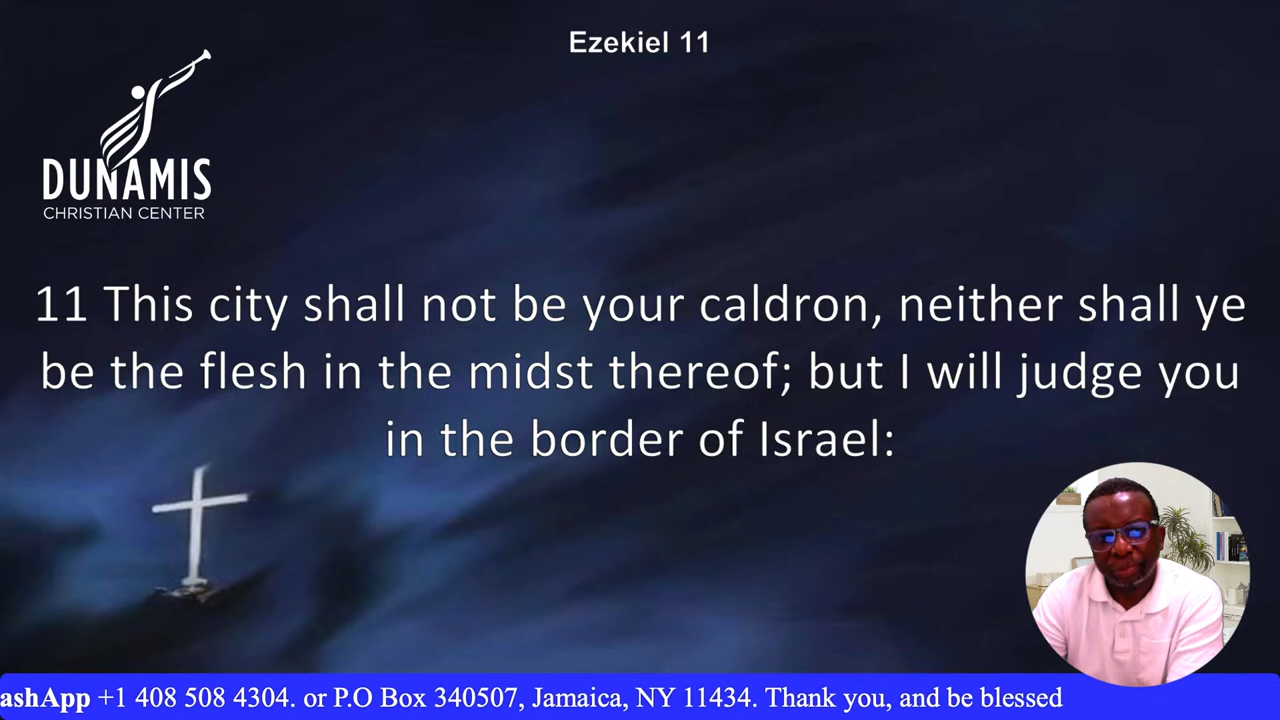 Ezekiel 11
DUNAMIS
CHRISTIAN CENTER
11 This city shall not be your caldron, neither shall ye
be the flesh in the midst thereof; but I will judge you
in the border of Israel:
ashApp +1 408 508 4304. or P.O Box 340507, Jamaica, NY 11434. Thank you, and be blessed